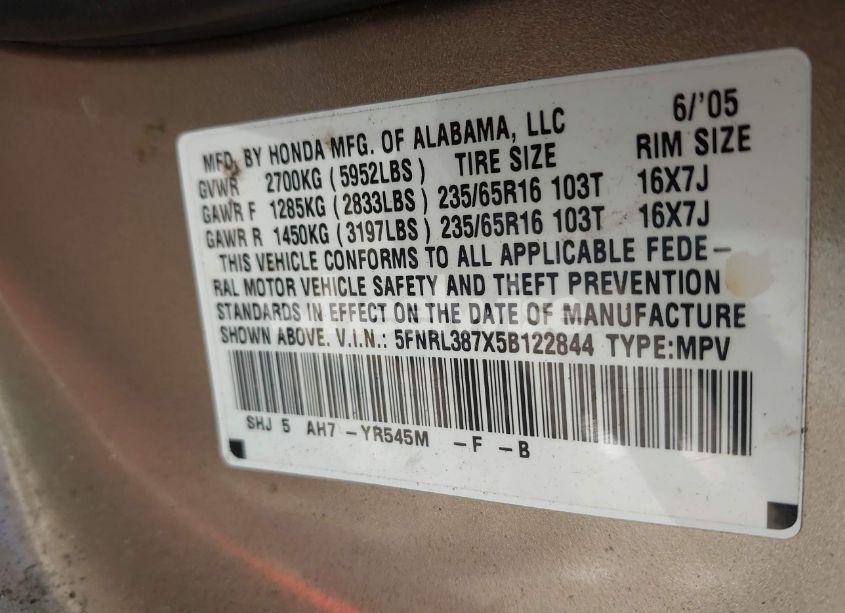 6/'05
MFD. BY HONDA MFG. OF ALABAMA, LLC
GVWR 2700KG (5952LBS) TIRE SIZE RIM SIZE
GAWR F 1285KG (2833LBS) 235/65R16 103T 16X7J
GAWR R 1450KG (3197LBS) 235/65R16 103T 16X7J
THIS VEHICLE CONFORMS TO ALL APPLICABLE FEDE-
RAL MOTOR VEHICLE SAFETY AND THEFT PREVENTION
STANDARDS IN EFFECT ON THE DATE OF MANUFACTURE
SHOWN ABOVE. V.I.N.: 5FNRL387X5B122844 TYPE:MPV
SHJ 5 AH7 -YR545M -F -B